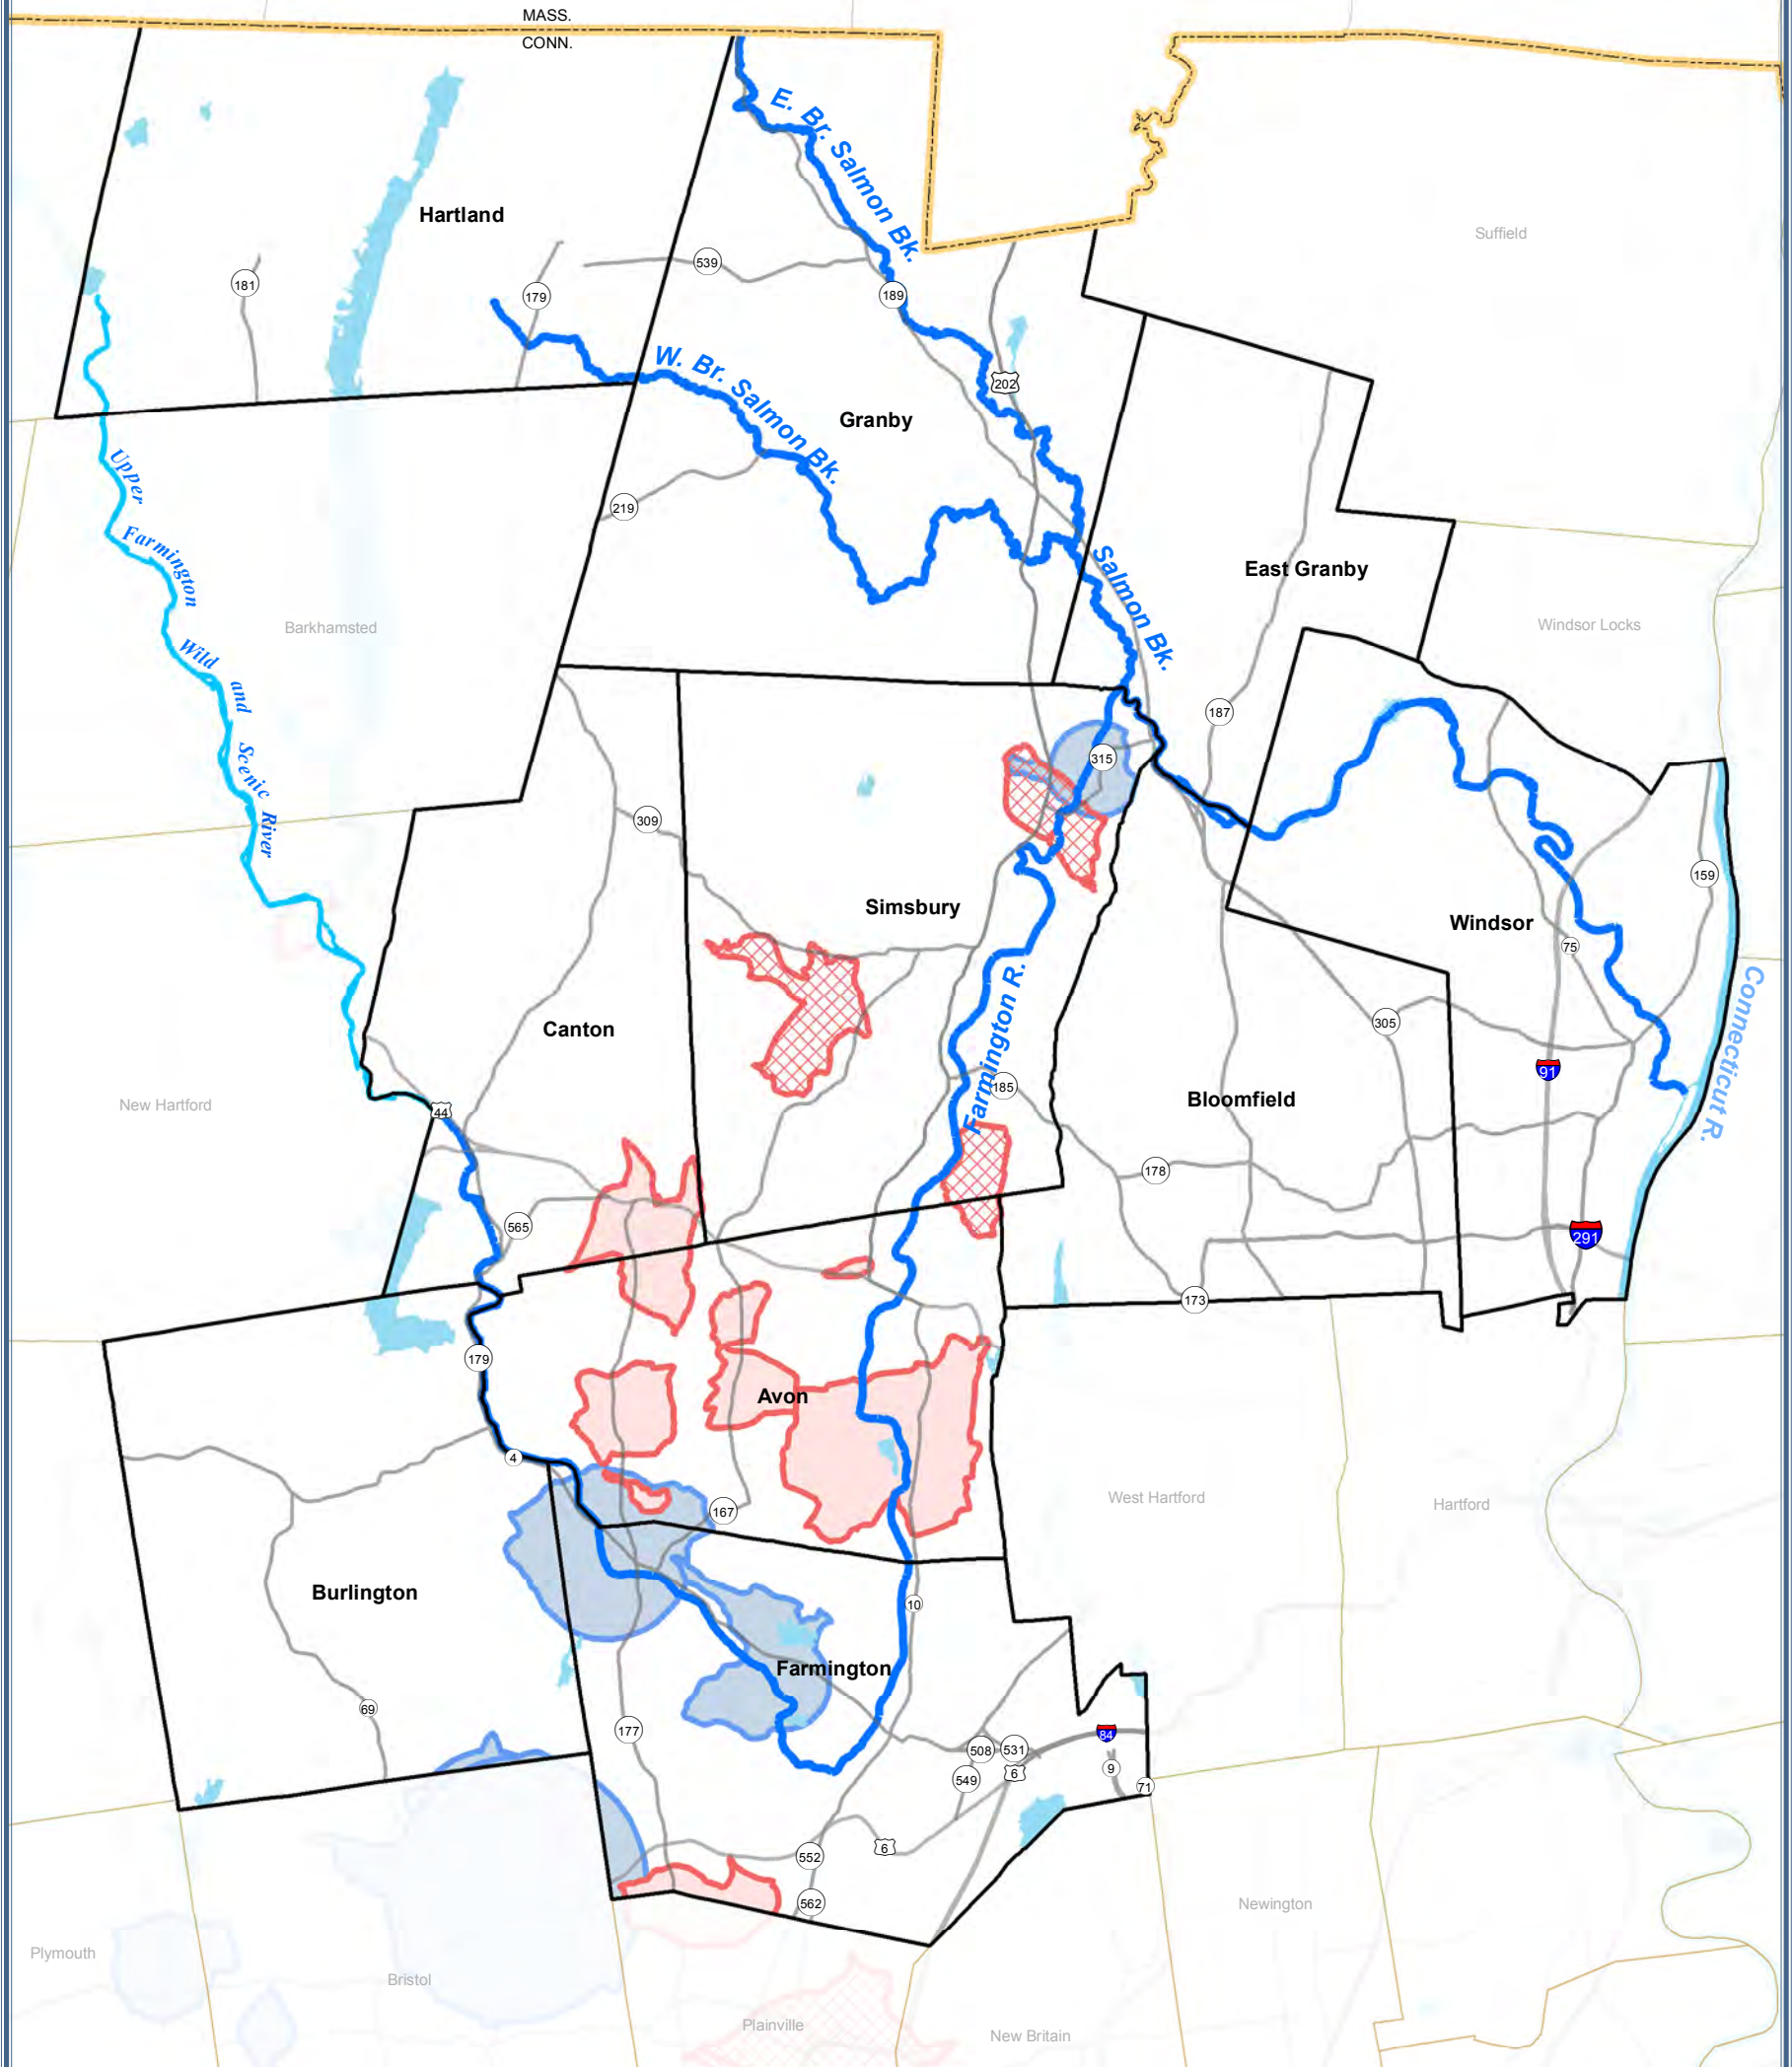 MASS.
CONN.
E. Br. Salmon Bk.
Hartland
Suffield
539
181
179
189
W. Br. Salmon Bk.
202
Granby
Upper
Farmington
Wild
and
Scenic
River
219
Salmon Bk.
East Granby
Barkhamsted
Windsor Locks
187
315
309
159
Simsbury
Windsor
75
Farmington R.
Connecticut R.
305
Canton
91
185
Bloomfield
New Hartford
44
178
565
291
173
179
Avon
4
West Hartford
Hartford
167
Burlington
10
Farmington
69
177
84
508
531
9
6
549
71
6
552
562
Newington
Plymouth
Bristol
Plainville
New Britain